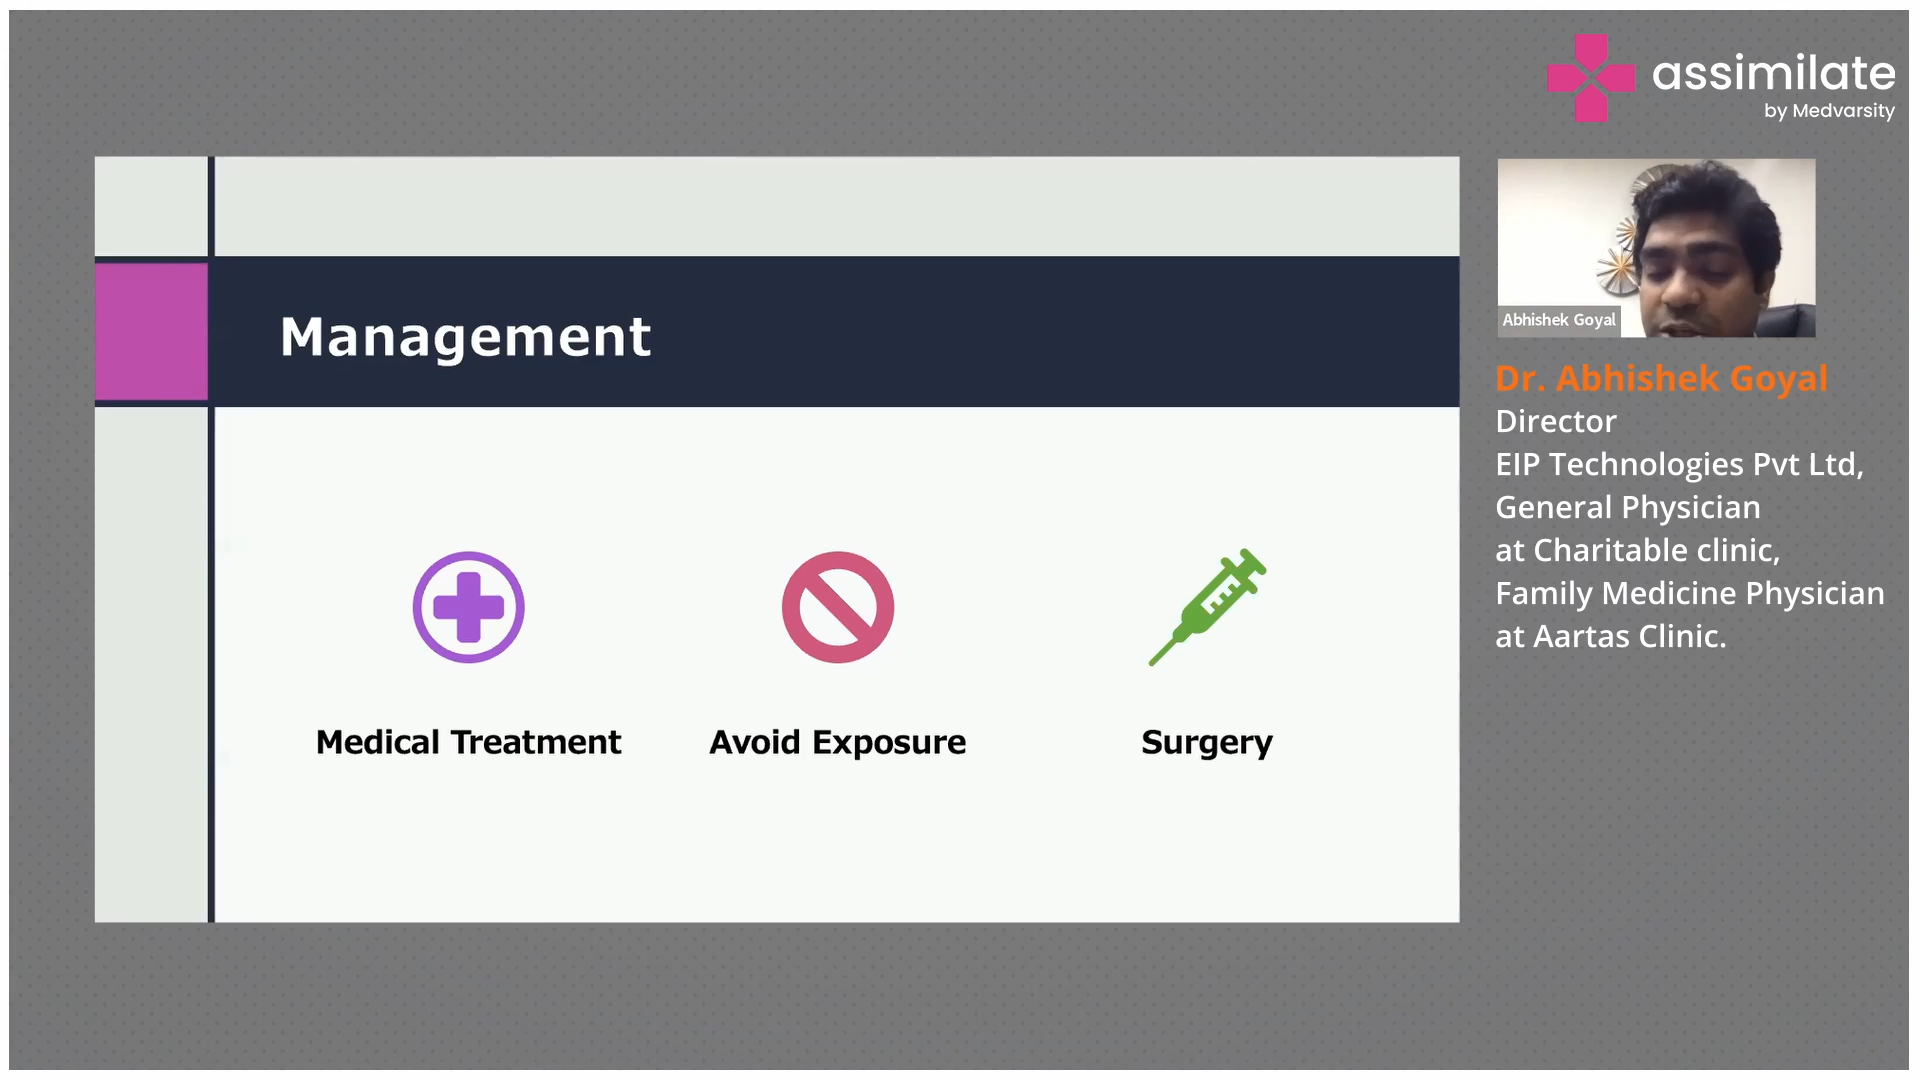 assimilate
by Medvarsity
Management
Medical Treatment
Avoid Exposure
Surgery
Abhishek Goyal
Dr. Abhishek Goyal
Director
EIP Technologies Pvt Ltd,
General Physician
at Charitable clinic,
Family Medicine Physician
at Aartas Clinic.